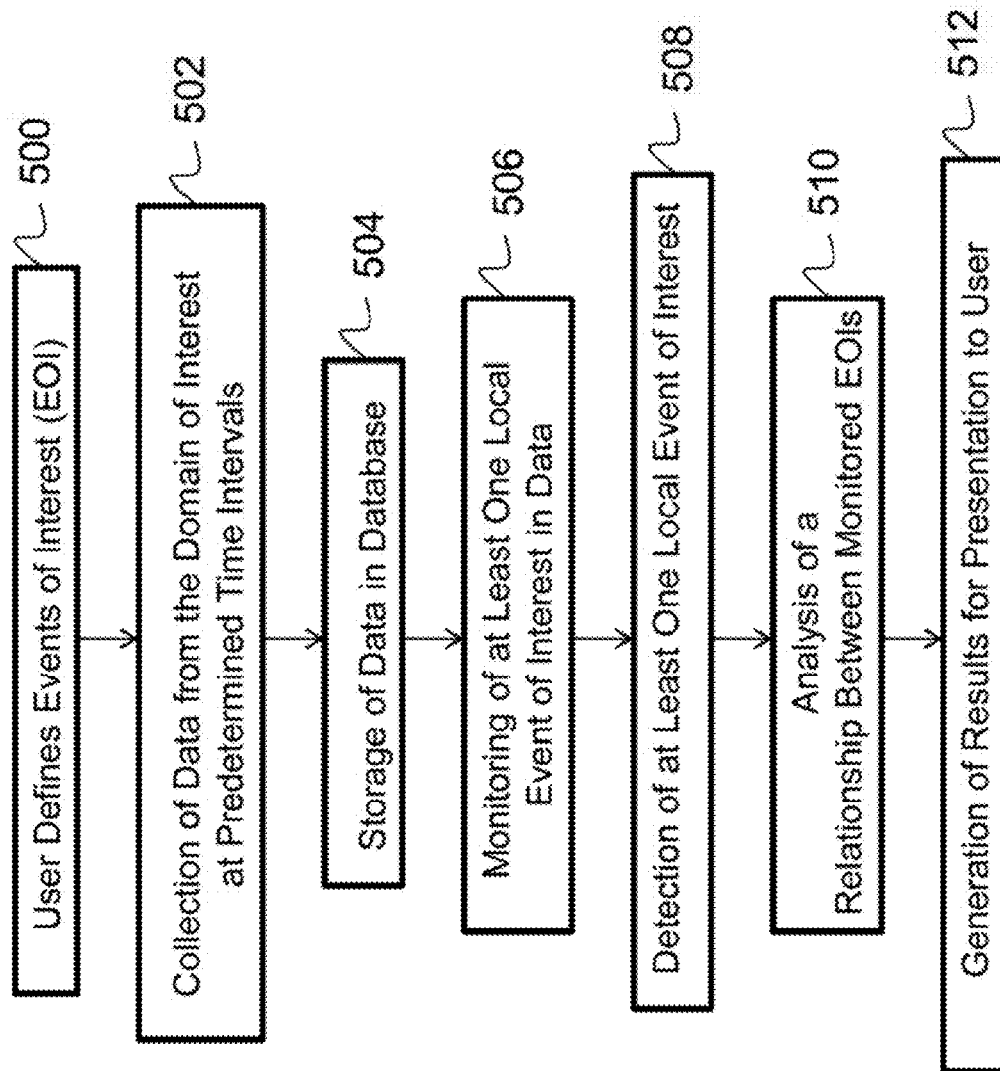 User Defines Events of Interest (EOI)
500
Collection of Data from the Domain of Interest
at Predetermined Time Intervals
502
Storage of Data in Database
504
Monitoring of at Least One Local
Event of Interest in Data
506
Detection of at Least One Local Event of Interest
508
Analysis of a
Relationship Between Monitored EOIs
510
Generation of Results for Presentation to User
512